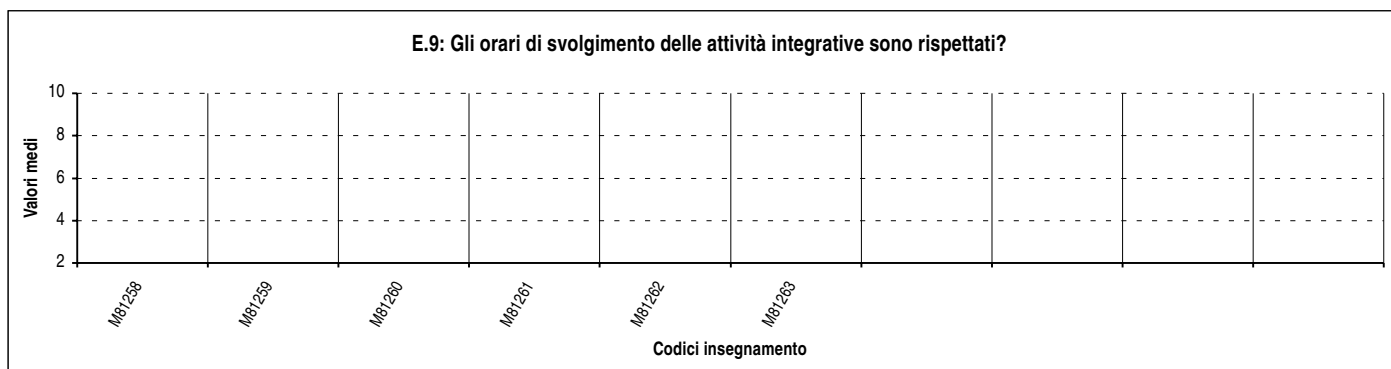 E.9: Gli orari di svolgimento delle attività integrative sono rispettati?
Valori medi
10
8
6
4
2
M81258
M81259
M81260
M81261
M81262
M81263
Codici insegnamento